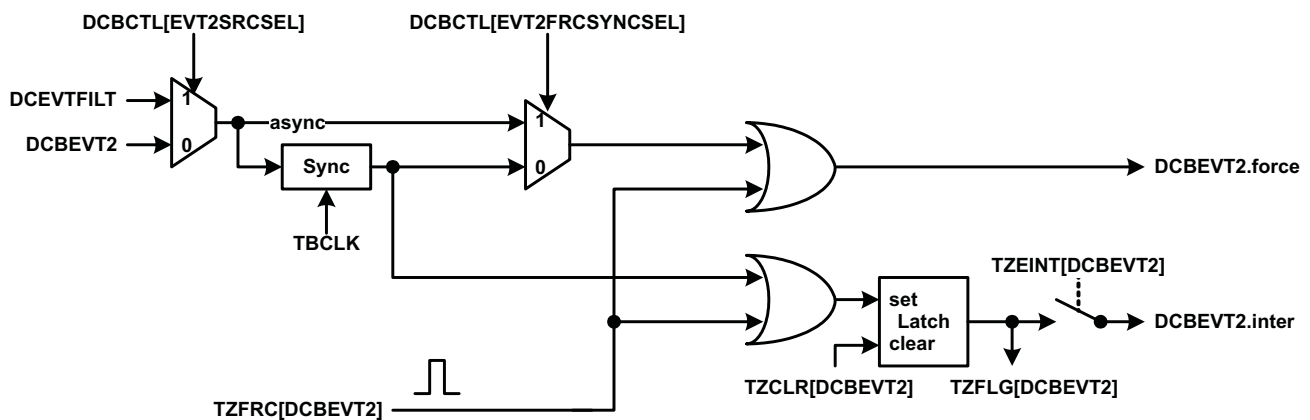 DCBCTL[EVT2SRCSEL]
DCBCTL[EVT2FRCSYNCSEL]
DCEVTFILT
1
async
1
DCBEVT2
0
Sync
0
DCBEVT2.force
TBCLK
TZEINT[DCBEVT2]
set
Latch
clear
DCBEVT2.inter
TZCLR[DCBEVT2]
TZFLG[DCBEVT2]
TZFRC[DCBEVT2]